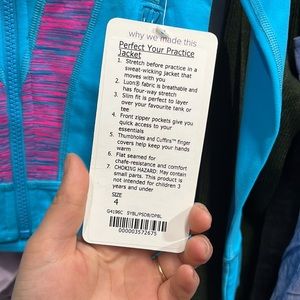 why we made this
Perfect Your Practice
Jacket
1. Stretch before practice in a
sweat-wicking jacket that
moves with you
2. Luon® fabric is breathable and
has four-way stretch
3. Slim fit is perfect to layer
over your favourite tank or
tee
4. Front zipper pockets give you
quick access to your
essentials
5. Thumbholes and Cuffins™ finger
covers help keep your hands
warm
6. Flat seamed for
chafe-resistance and comfort
7. CHOKING HAZARD: May contain
small parts. This product is
not intended for children 3
years and under
SIZE
4
G4196C SYBL/PSDB/OPBL
000003572675